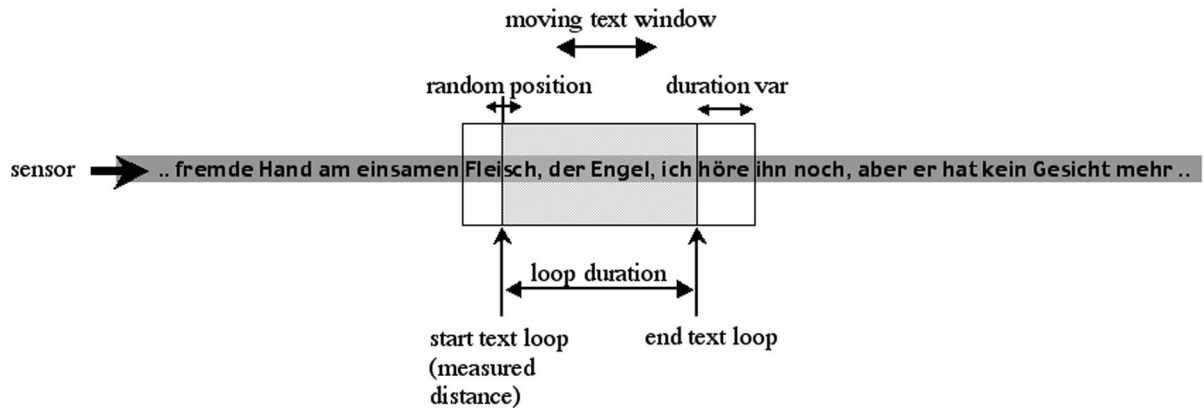 moving text window
random position
duration var
sensor
.. fremde Hand am einsamen Fleisch, der Engel, ich höre ihn noch, aber er hat kein Gesicht mehr ..
loop duration
start text loop
(measured
distance)
end text loop